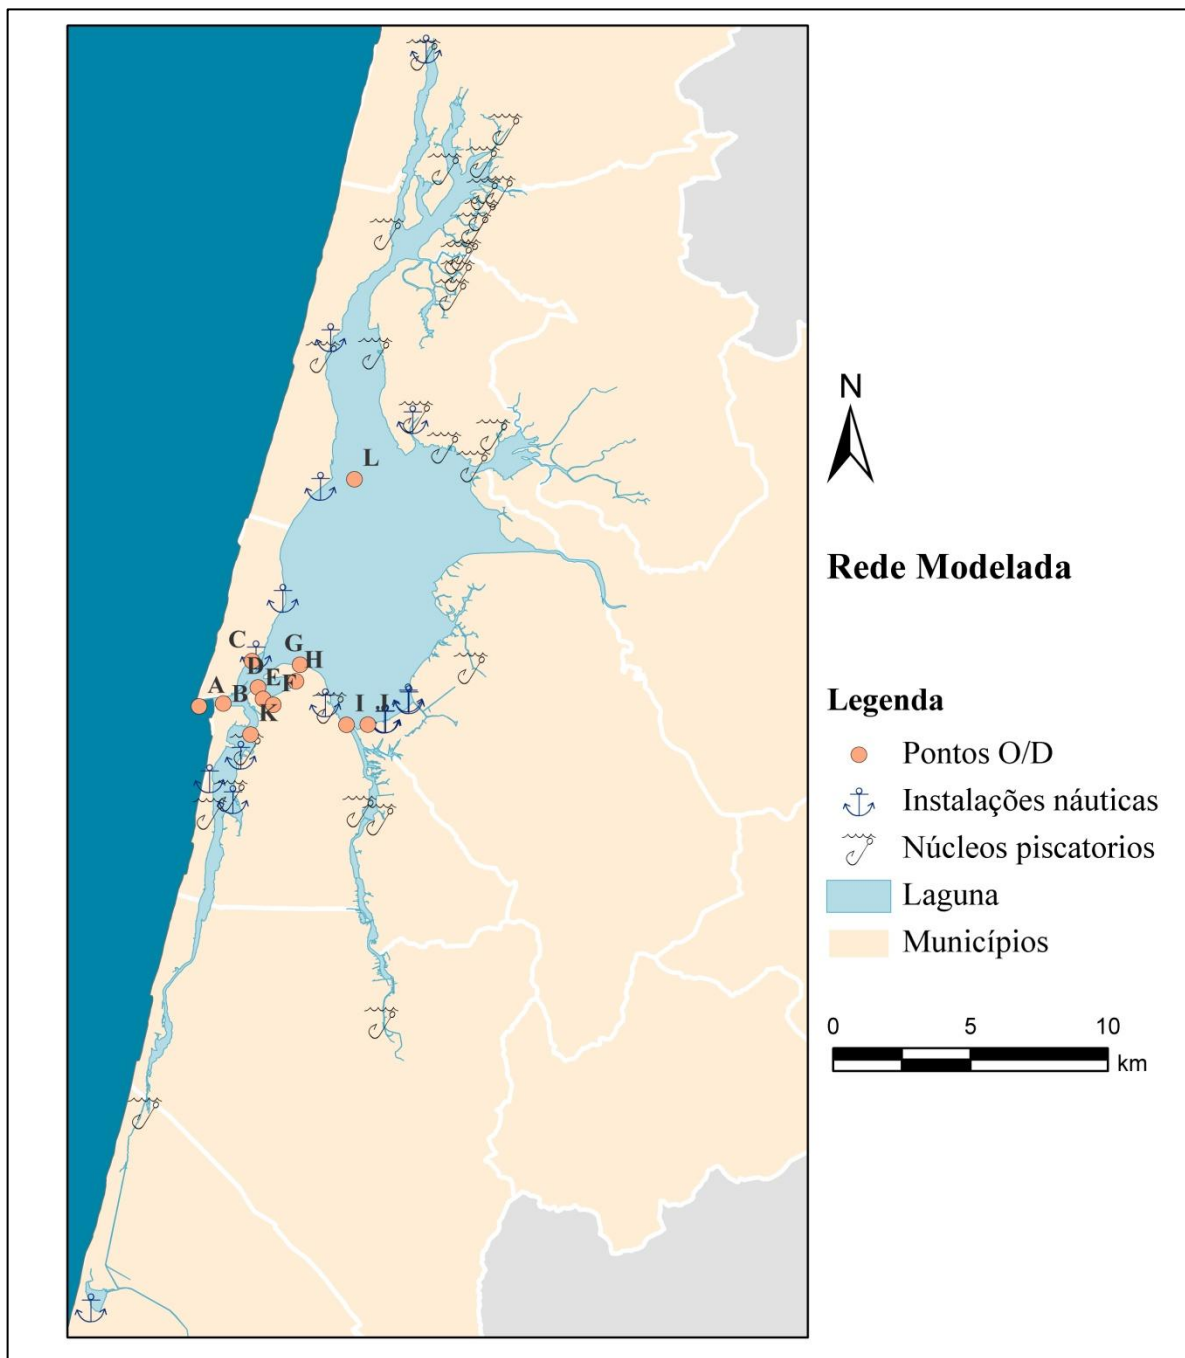 N
L
Rede Modelada
C
G
H
D
E
F
A
B
K
I
J
Legenda
Pontos O/D
Instalações náuticas
Núcleos piscatorios
Laguna
Municípios
0 5 10
km